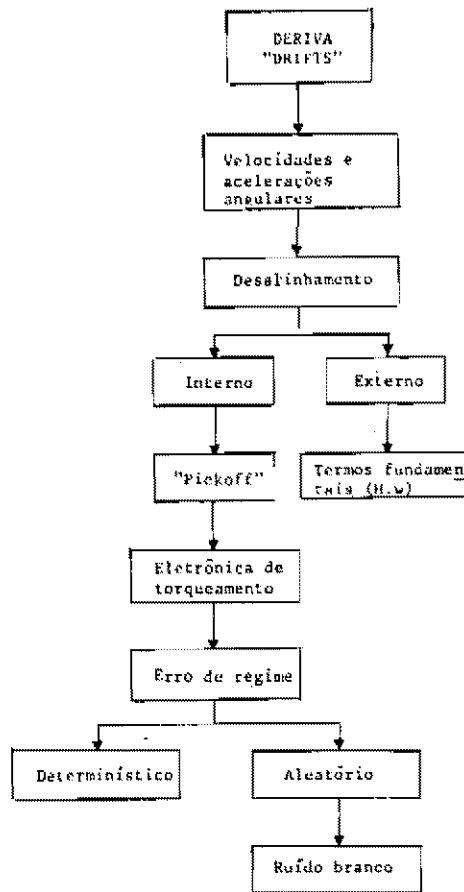 DERIVA
"DRIFTS"
Velocidades e
acelerações
angulares
Desalinhamento
Interno
Externo
"Pickoff"
Termos fundamen
tais (H.w)
Eletrônica de
torqueamento
Erro de regime
Determinístico
Aleatório
Ruído branco